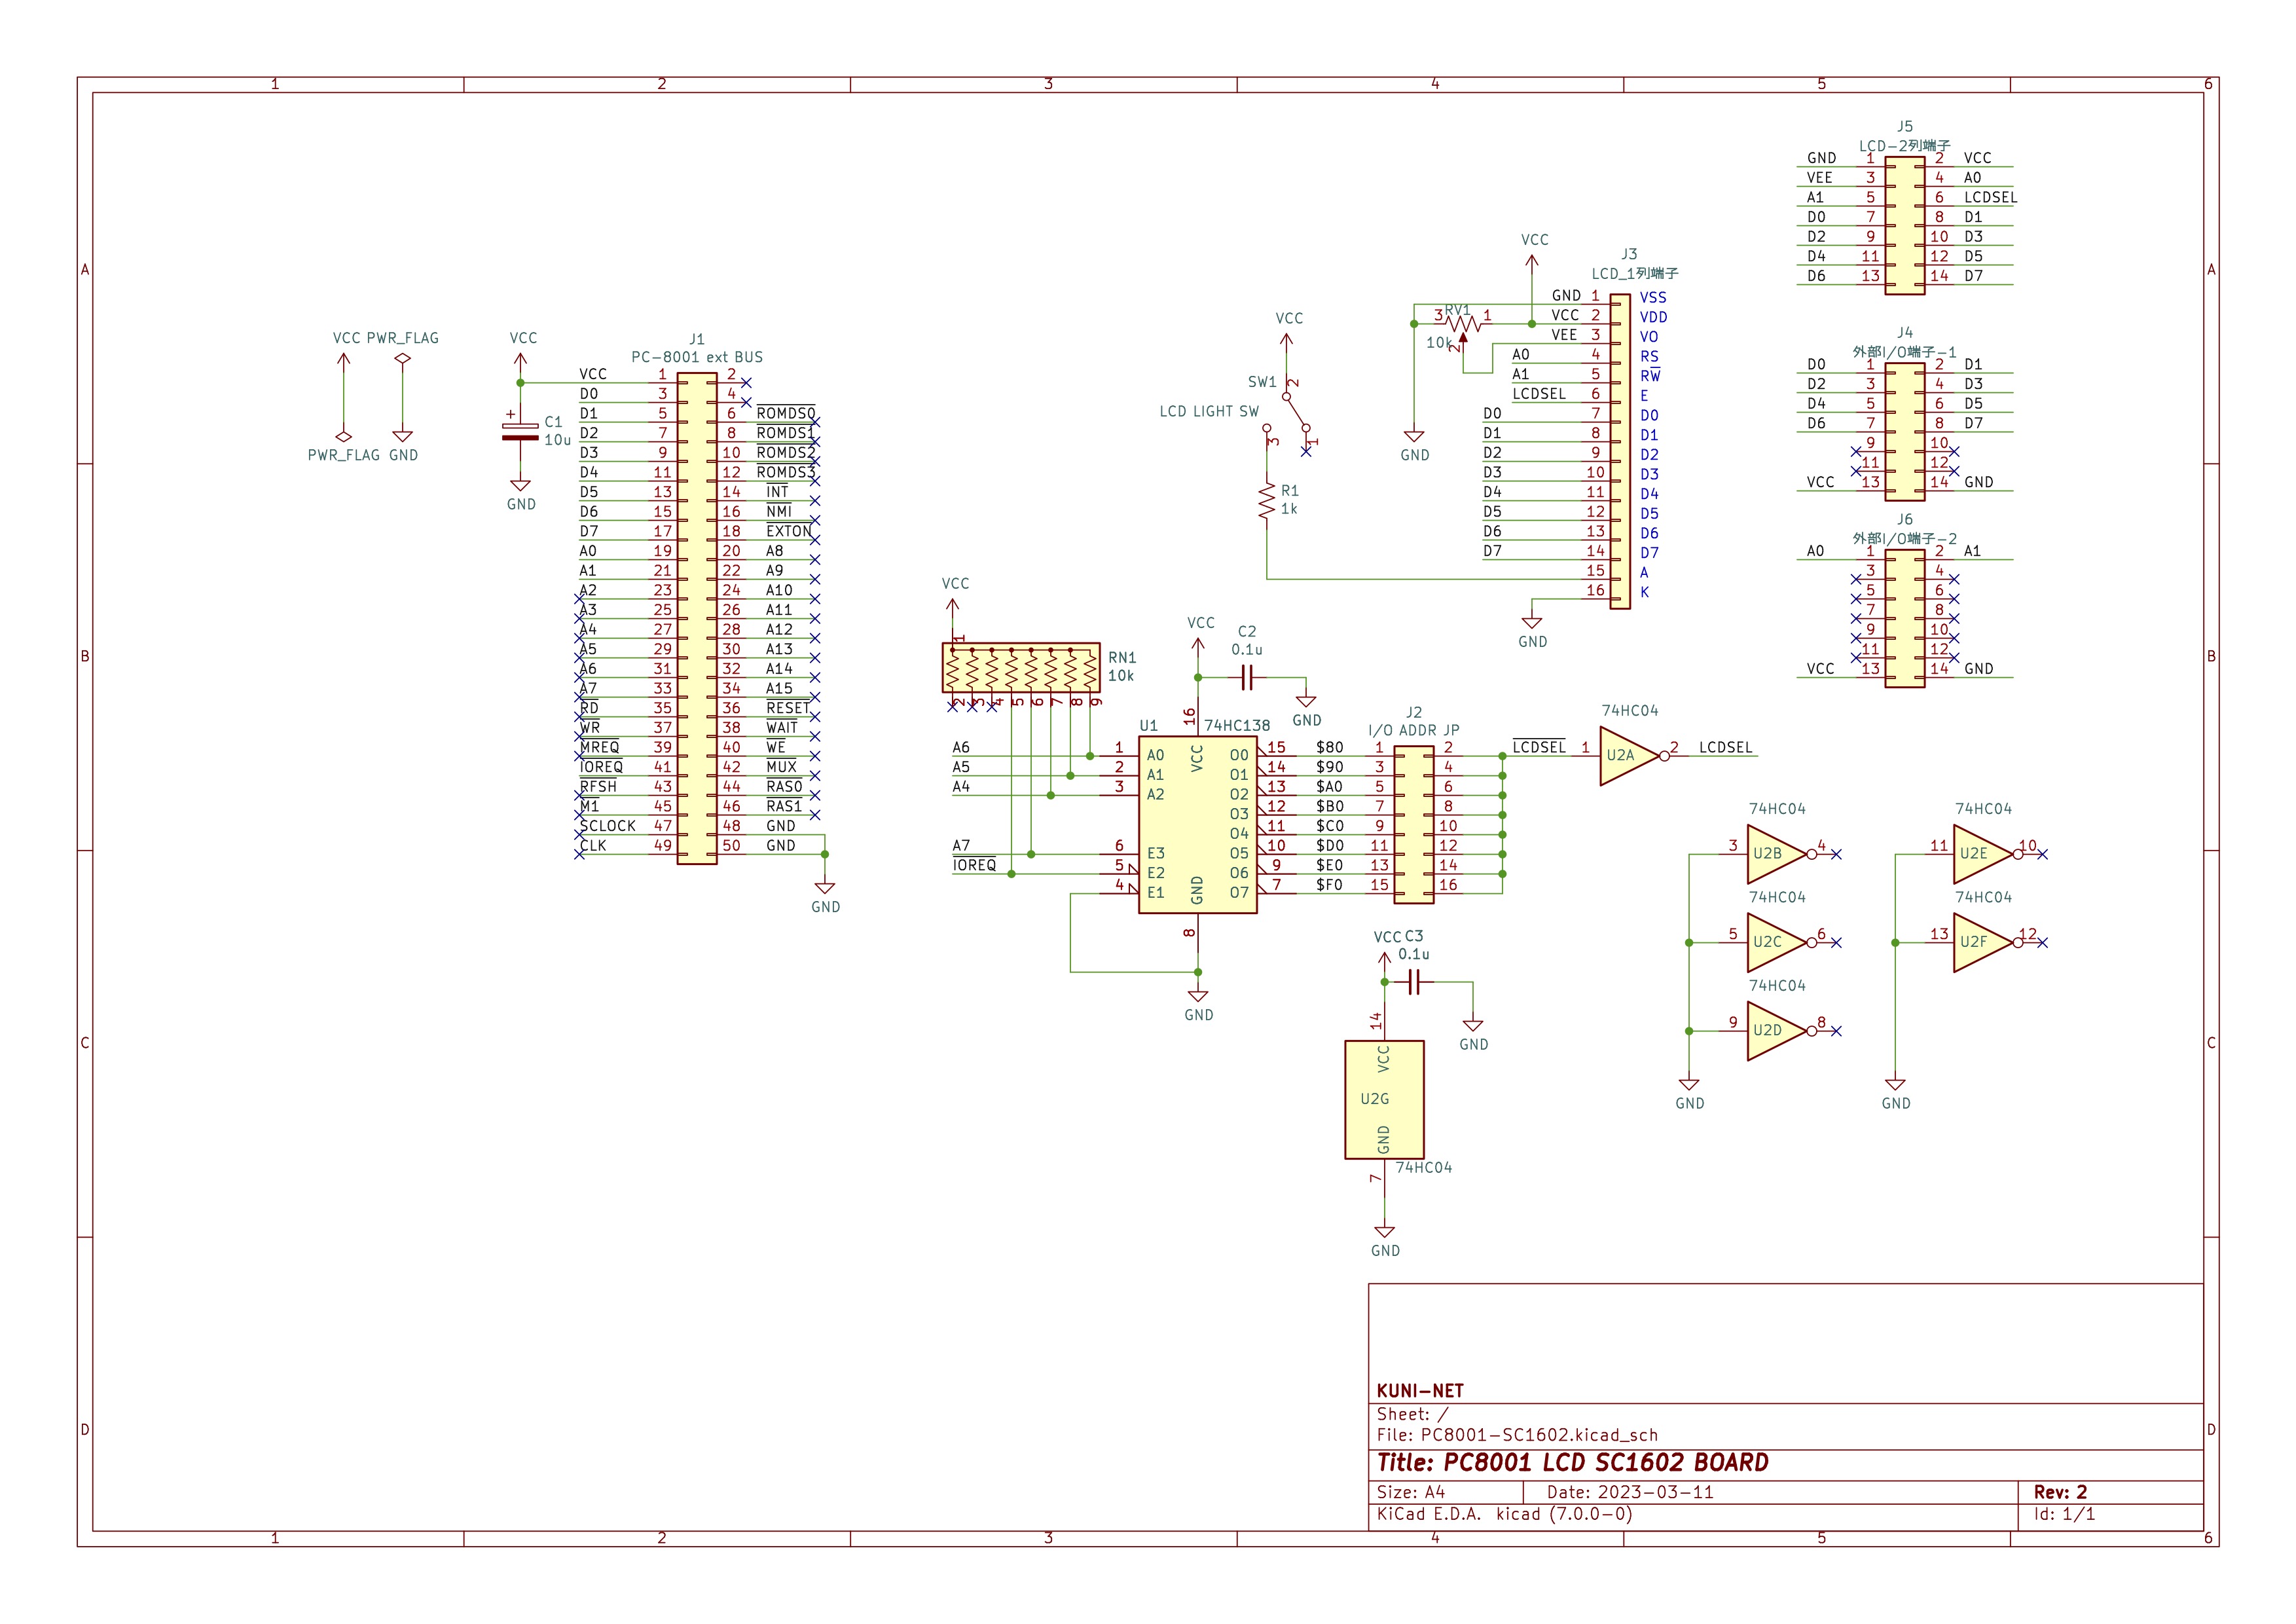 1 2 3 4 5 6
A
B
C
D
A
B
C
D
VCC PWR_FLAG
PWR_FLAG GND
VCC
+
C1
10u
GND
J1
PC-8001 ext BUS
VCC 1 2
D0 3 4
D1 5 6 ROMDS0
D2 7 8 ROMDS1
D3 9 10 ROMDS2
D4 11 12 ROMDS3
D5 13 14 INT
D6 15 16 NMI
D7 17 18 EXTON
A0 19 20 A8
A1 21 22 A9
A2 23 24 A10
A3 25 26 A11
A4 27 28 A12
A5 29 30 A13
A6 31 32 A14
A7 33 34 A15
RD 35 36 RESET
WR 37 38 WAIT
MREQ 39 40 WE
IOREQ 41 42 MUX
RFSH 43 44 RAS0
M1 45 46 RAS1
SCLOCK 47 48 GND
CLK 49 50 GND
GND
VCC
1
RN1
10k
2 3 4 5 6 7 8 9
VCC
C2
0.1u
GND
U1 16 74HC138
A6 1 A0 VCC O0 15 $80
A5 2 A1 O1 14 $90
A4 3 A2 O2 13 $A0
O3 12 $B0
O4 11 $C0
A7 6 E3 O5 10 $D0
IOREQ 5 E2 O6 9 $E0
4 E1 GND O7 7 $F0
8
GND
J2
I/O ADDR JP
1 2
3 4
5 6
7 8
9 10
11 12
13 14
15 16
LCDSEL 1 U2A 2 LCDSEL
74HC04
VCC
SW1 2
LCD LIGHT SW
3 1
R1
1k
VCC
RV1
3 1
10k 2
GND
J3
LCD_1列端子
GND 1 VSS
VCC 2 VDD
VEE 3 VO
A0 4 RS
A1 5 RW
LCDSEL 6 E
D0 7 D0
D1 8 D1
D2 9 D2
D3 10 D3
D4 11 D4
D5 12 D5
D6 13 D6
D7 14 D7
15 A
16 K
GND
J5
LCD-2列端子
GND 1 2 VCC
VEE 3 4 A0
A1 5 6 LCDSEL
D0 7 8 D1
D2 9 10 D3
D4 11 12 D5
D6 13 14 D7
J4
外部I/O端子-1
D0 1 2 D1
D2 3 4 D3
D4 5 6 D5
D6 7 8 D7
9 10
11 12
VCC 13 14 GND
J6
外部I/O端子-2
A0 1 2 A1
3 4
5 6
7 8
9 10
11 12
VCC 13 14 GND
74HC04
3 U2B 4
74HC04
5 U2C 6
74HC04
9 U2D 8
GND
74HC04
11 U2E 10
74HC04
13 U2F 12
GND
VCC C3
0.1u
GND
14
VCC
U2G
GND
74HC04
7
GND
KUNI-NET
Sheet: /
File: PC8001-SC1602.kicad_sch
Title: PC8001 LCD SC1602 BOARD
Size: A4 Date: 2023-03-11 Rev: 2
KiCad E.D.A. kicad (7.0.0-0) Id: 1/1
1 2 3 4 5 6